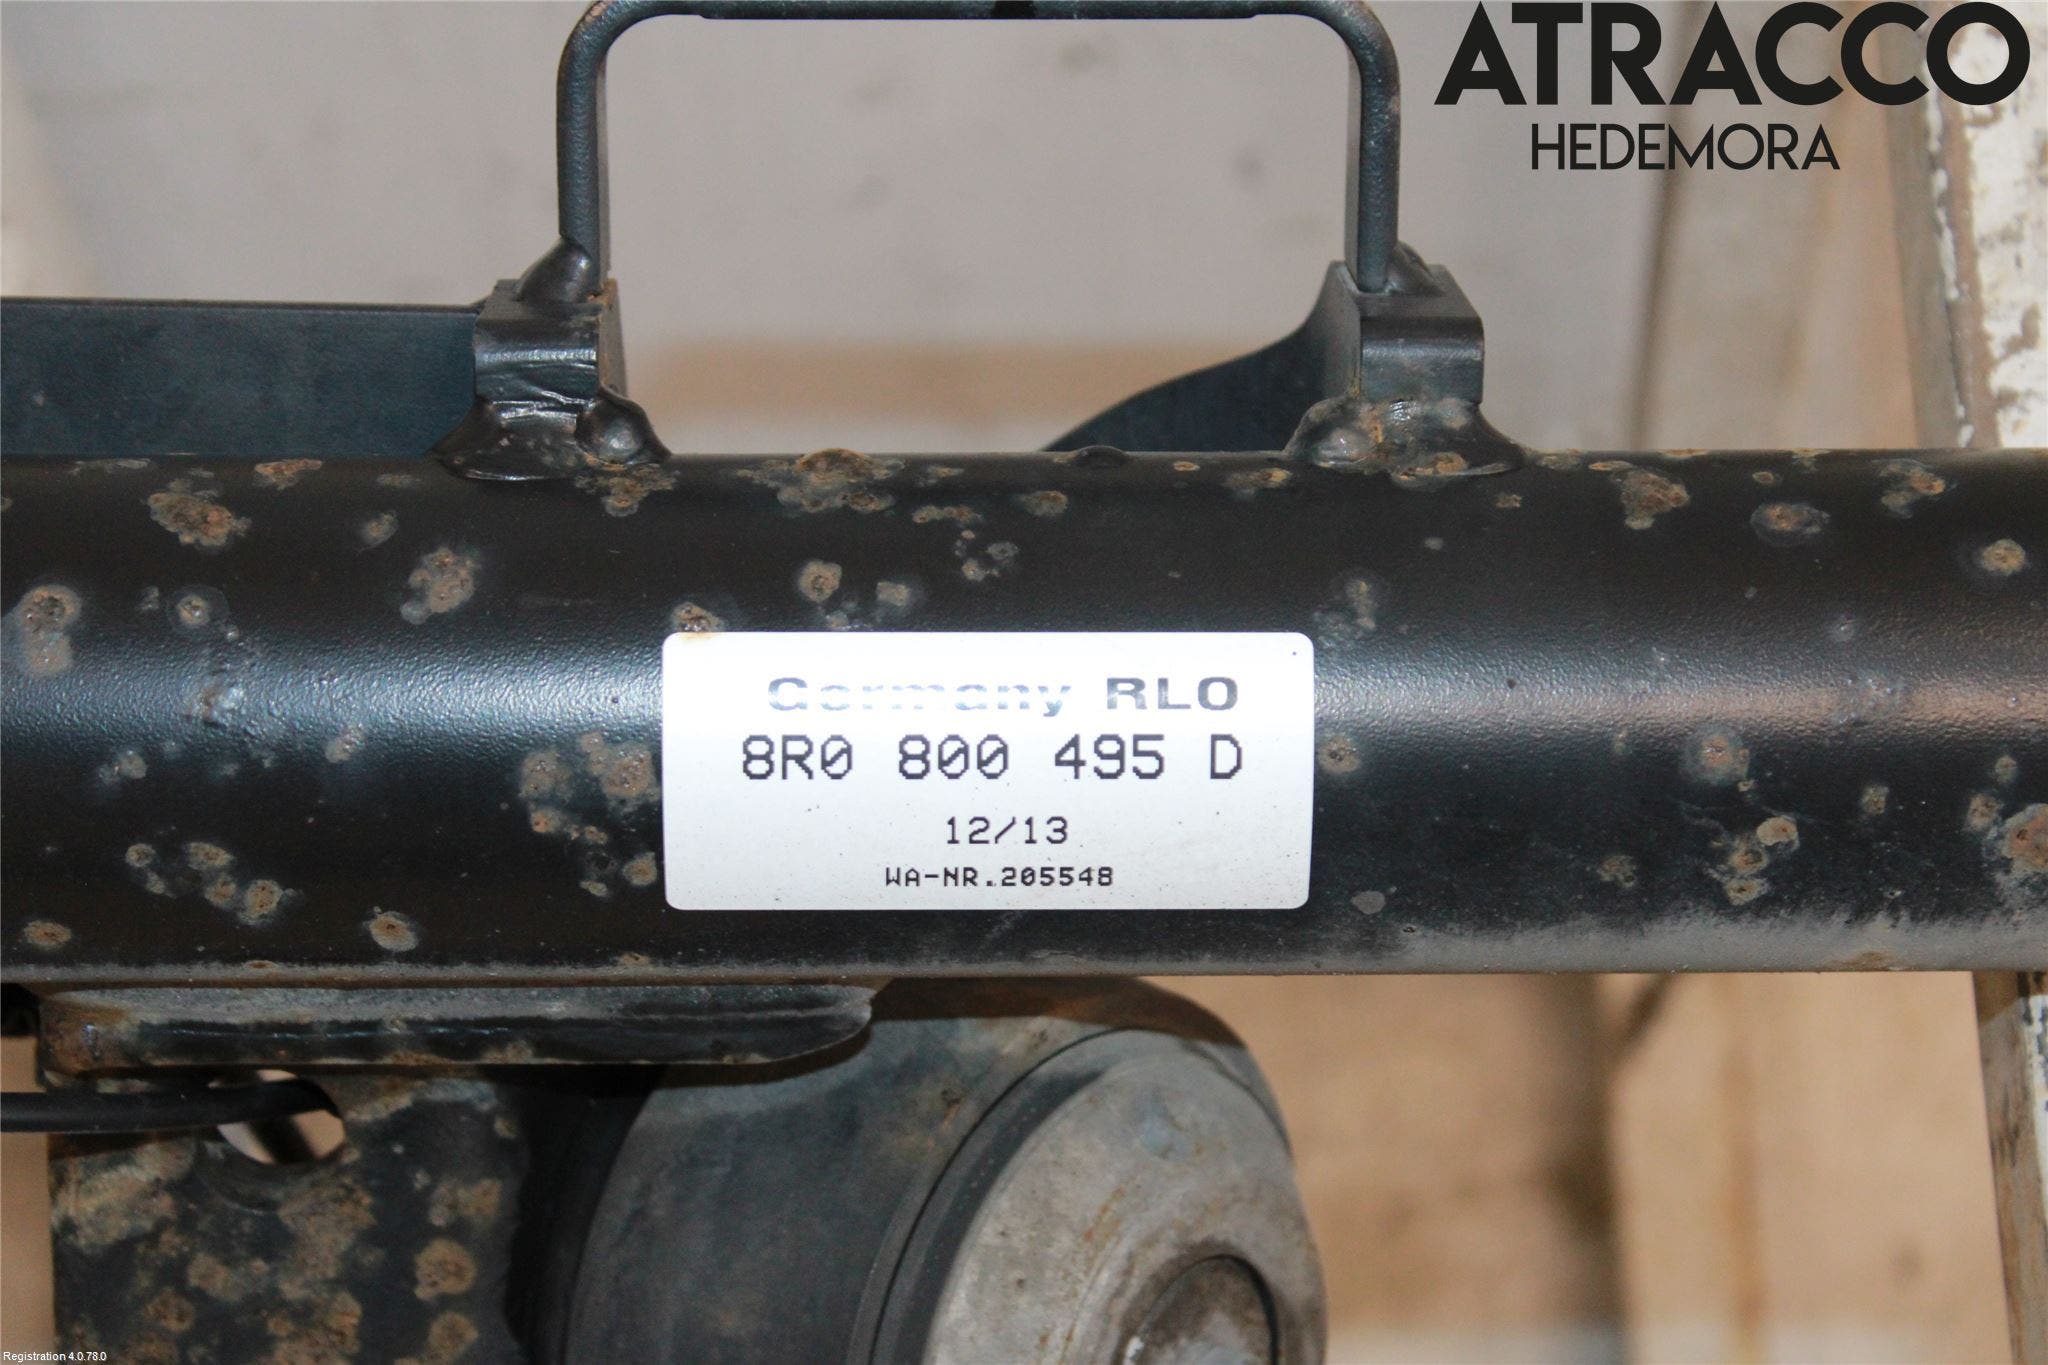 ATRACCO
HEDEMORA
Germany RLO
8R0 800 495 D
12/13
WA-NR.205548
Registration 4.0.78.0